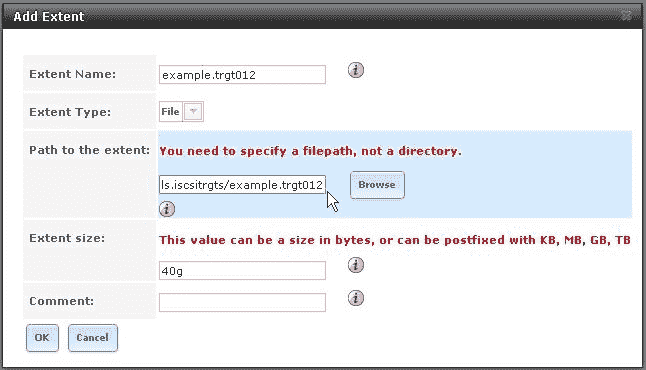 Add Extent
Extent Name: example.trgt012
Extent Type: File
Path to the extent: You need to specify a filepath, not a directory.
ls.iscsitrgts/example.trgt012 Browse
Extent size: This value can be a size in bytes, or can be postfixed with KB, MB, GB, TB
40g
Comment:
OK Cancel